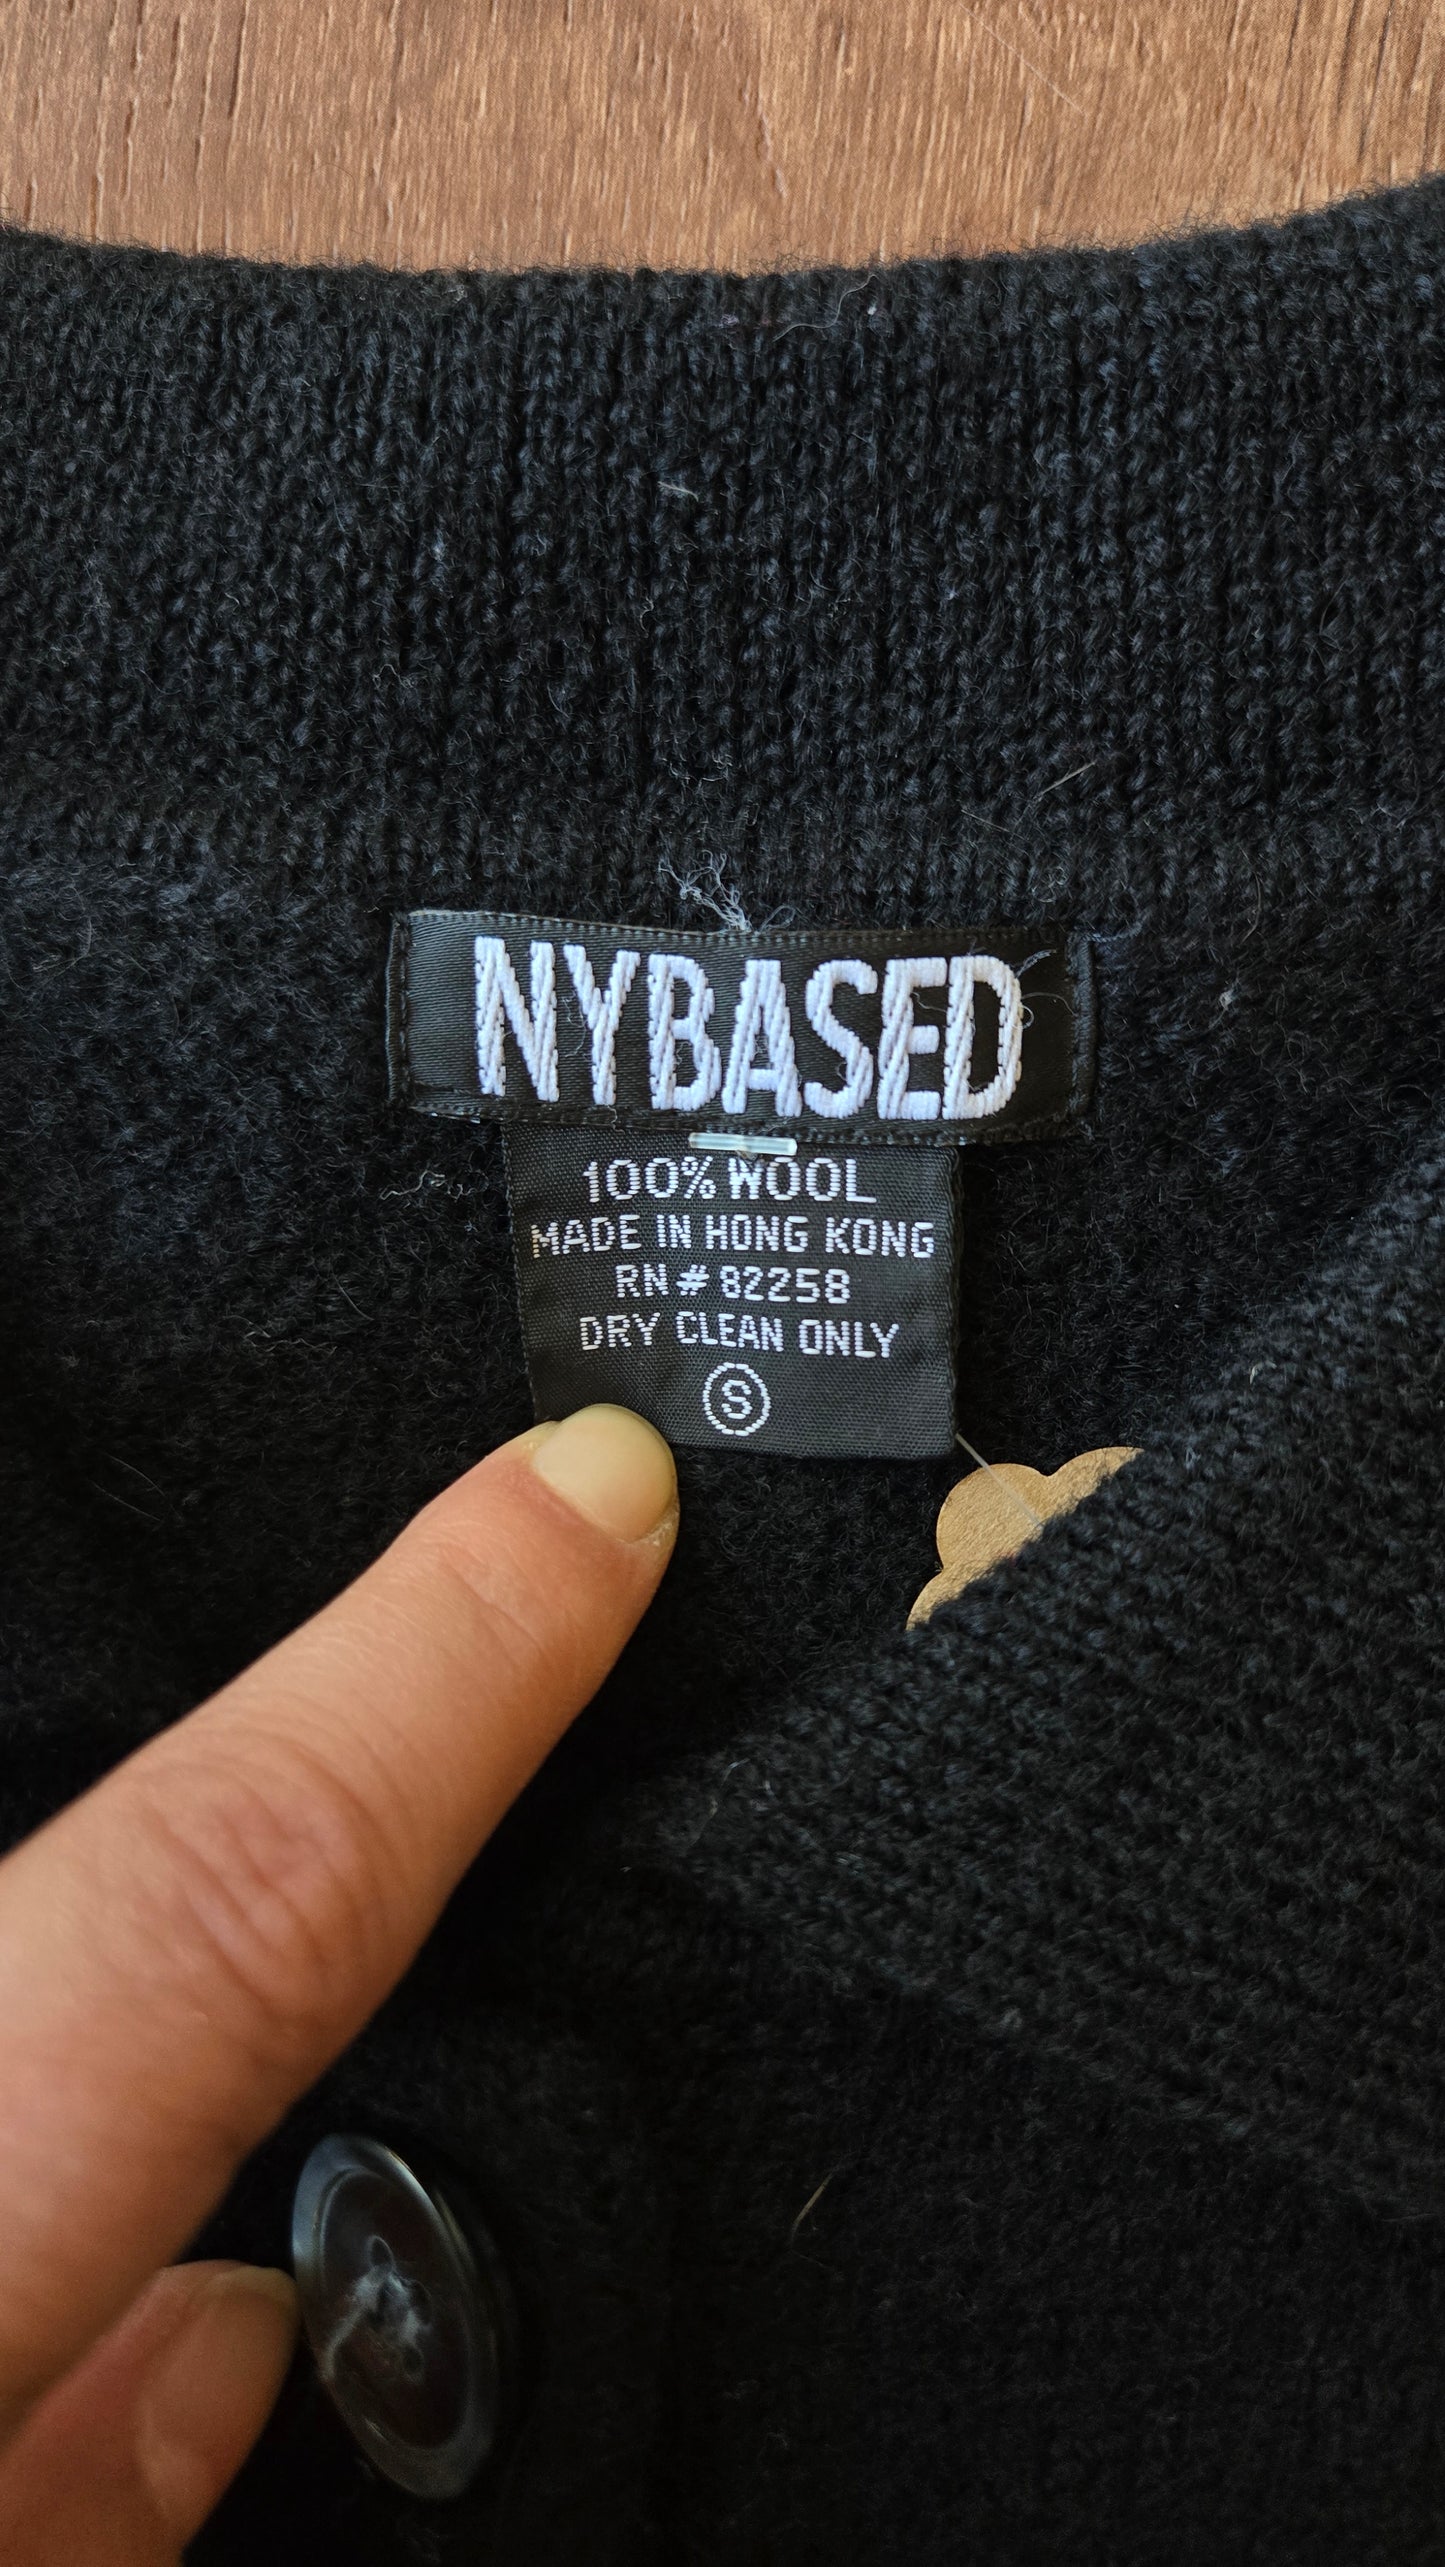 NYBASED
100% WOOL
MADE IN HONG KONG
RN # 82258
DRY CLEAN ONLY
S